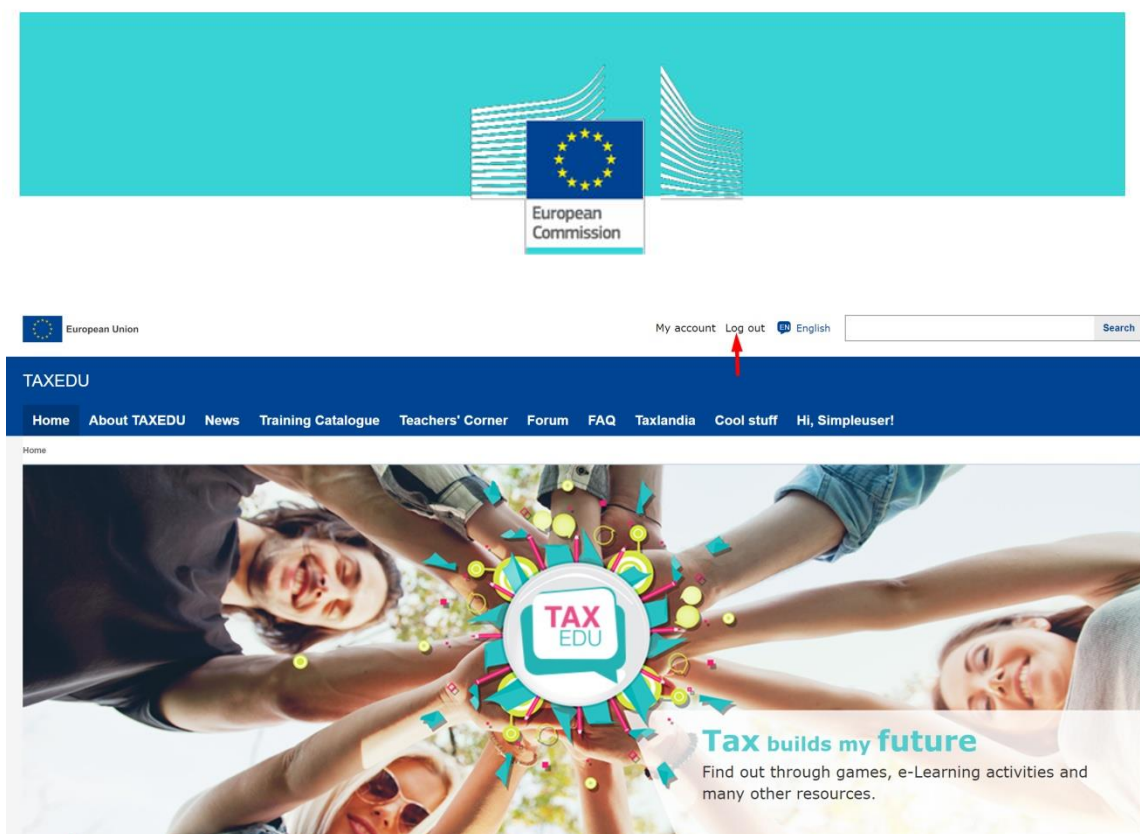 European
Commission
European Union
My account Log out EN English
Search
TAXEDU
Home About TAXEDU News Training Catalogue Teachers' Corner Forum FAQ Taxlandia Cool stuff Hi, Simpleuser!
Home
TAX
EDU
Tax builds my future
Find out through games, e-Learning activities and
many other resources.